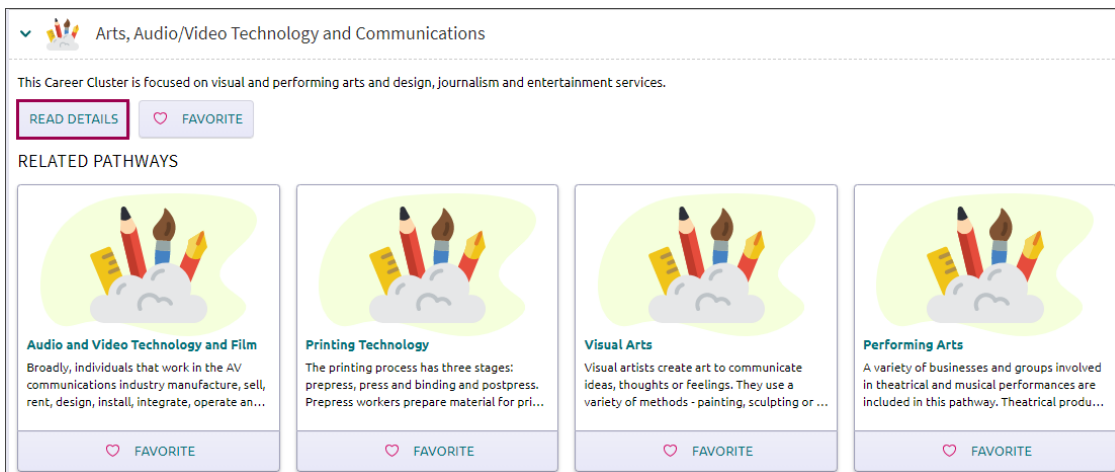 Arts, Audio/Video Technology and Communications
This Career Cluster is focused on visual and performing arts and design, journalism and entertainment services.
READ DETAILS
FAVORITE
RELATED PATHWAYS
Audio and Video Technology and Film
Broadly, individuals that work in the AV
communications industry manufacture, sell,
rent, design, install, integrate, operate an...
FAVORITE
Printing Technology
The printing process has three stages:
prepress, press and binding and postpress.
Prepress workers prepare material for pri...
FAVORITE
Visual Arts
Visual artists create art to communicate
ideas, thoughts or feelings. They use a
variety of methods - painting, sculpting or ...
FAVORITE
Performing Arts
A variety of businesses and groups involved
in theatrical and musical performances are
included in this pathway. Theatrical produ...
FAVORITE